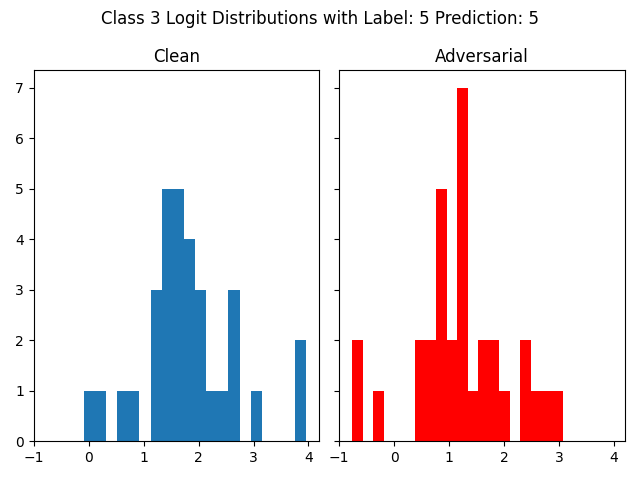 Class 3 Logit Distributions with Label: 5 Prediction: 5
Clean
Adversarial
7
6
5
4
3
2
1
0
−1 0 1 2 3 4
−1 0 1 2 3 4